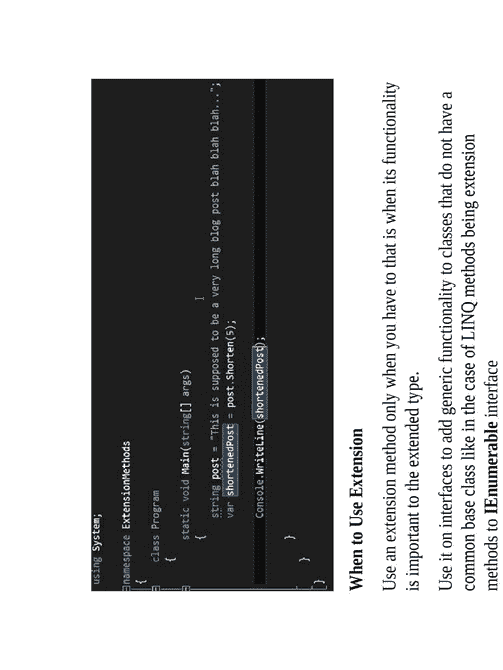 using System;
namespace ExtensionMethods
{
class Program
{
static void Main(string[] args)
{
string post = "This is supposed to be a very long blog post blah blah blah...";
var shortenedPost = post.Shorten(5);
Console.WriteLine(shortenedPost);
}
}
}
When to Use Extension
Use an extension method only when you have to that is when its functionality
is important to the extended type.
Use it on interfaces to add generic functionality to classes that do not have a
common base class like in the case of LINQ methods being extension
methods to IEnumerable interface